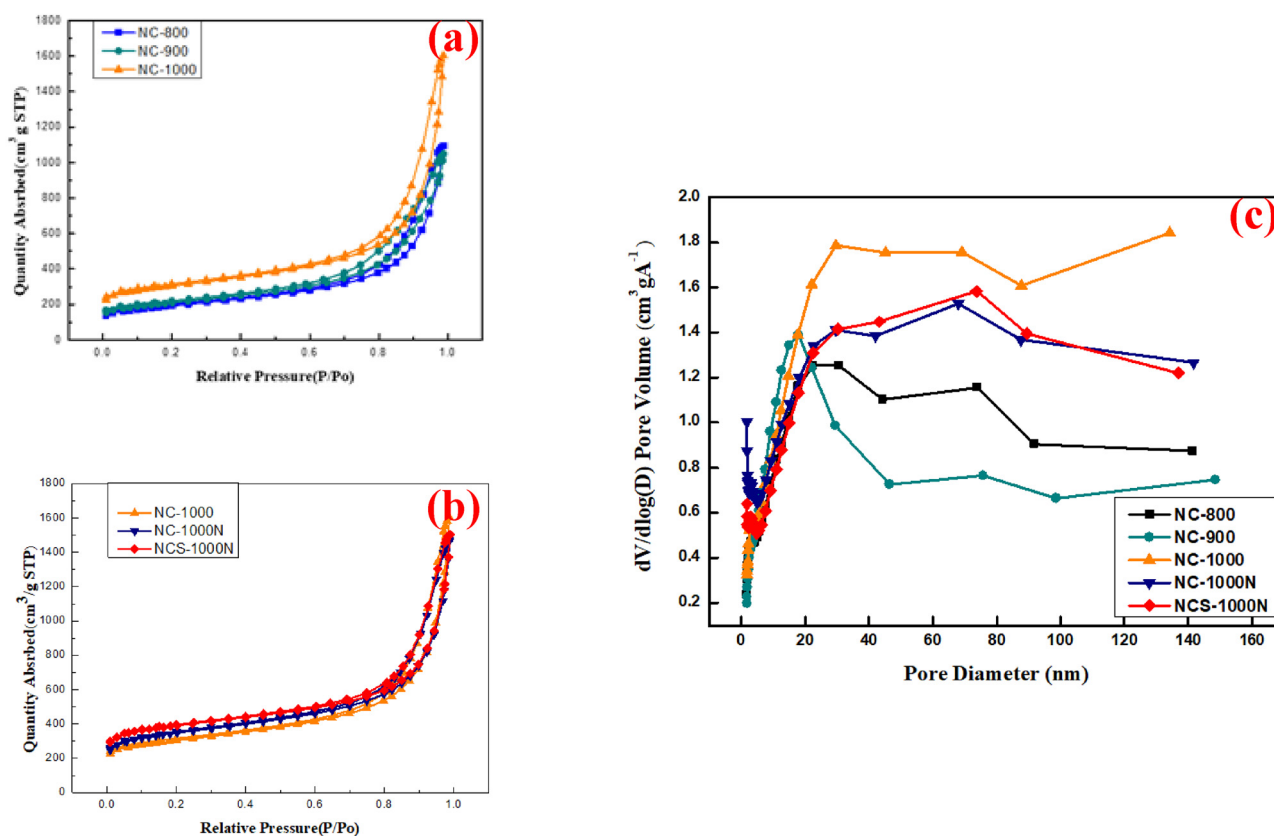 (a)
NC-800
NC-900
NC-1000
1800
1600
1400
1200
1000
800
600
400
200
0
0.0 0.2 0.4 0.6 0.8 1.0
Quantity Absrbed(cm³ g STP)
Relative Pressure(P/Po)
(b)
NC-1000
NC-1000N
NCS-1000N
1800
1600
1400
1200
1000
800
600
400
200
0
0.0 0.2 0.4 0.6 0.8 1.0
Quantity Absrbed(cm³/g STP)
Relative Pressure(P/Po)
(c)
2.0
1.8
1.6
1.4
1.2
1.0
0.8
0.6
0.4
0.2
0 20 40 60 80 100 120 140 160
dV/dlog(D) Pore Volume (cm³ gA⁻¹)
Pore Diameter (nm)
NC-800
NC-900
NC-1000
NC-1000N
NCS-1000N